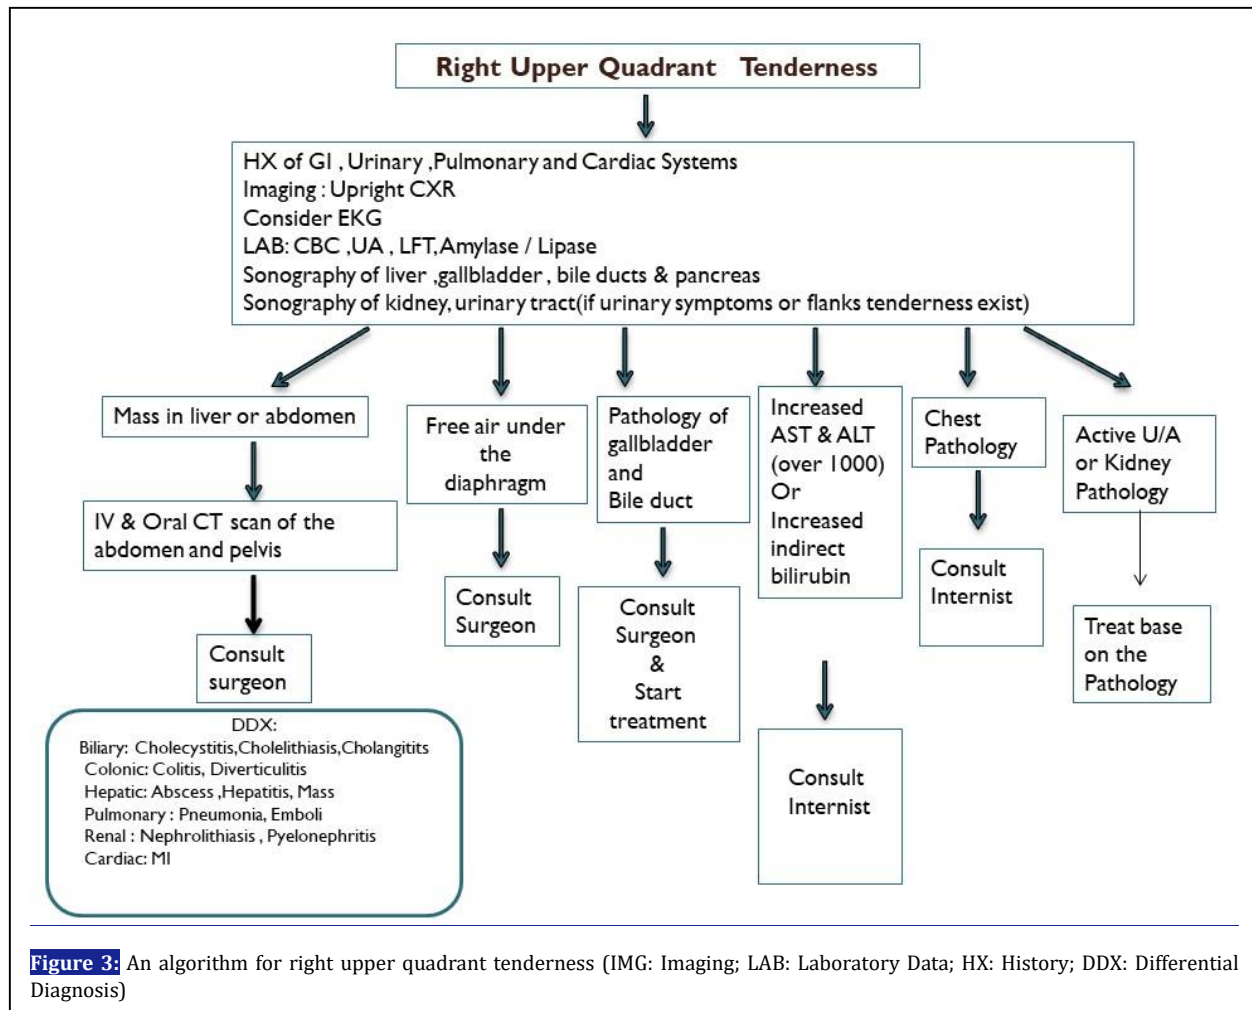 Right Upper Quadrant Tenderness
HX of GI , Urinary ,Pulmonary and Cardiac Systems
Imaging : Upright CXR
Consider EKG
LAB: CBC ,UA , LFT,Amylase / Lipase
Sonography of liver ,gallbladder , bile ducts & pancreas
Sonography of kidney, urinary tract(if urinary symptoms or flanks tenderness exist)
Mass in liver or abdomen
IV & Oral CT scan of the
abdomen and pelvis
Consult
surgeon
Free air under
the
diaphragm
Consult
Surgeon
Pathology of
gallbladder
and
Bile duct
Consult
Surgeon
&
Start
treatment
Increased
AST & ALT
(over 1000)
Or
Increased
indirect
bilirubin
Consult
Internist
Chest
Pathology
Consult
Internist
Active U/A
or Kidney
Pathology
Treat base
on the
Pathology
DDX:
Biliary: Cholecystitis,Cholelithiasis,Cholangitits
Colonic: Colitis, Diverticulitis
Hepatic: Abscess ,Hepatitis, Mass
Pulmonary : Pneumonia, Emboli
Renal : Nephrolithiasis , Pyelonephritis
Cardiac: MI
Figure 3: An algorithm for right upper quadrant tenderness (IMG: Imaging; LAB: Laboratory Data; HX: History; DDX: Differential
Diagnosis)